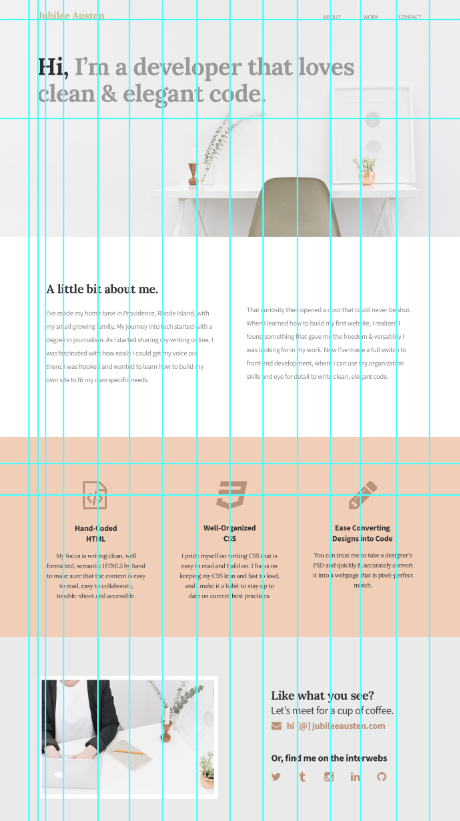 Jubilee Austen
ABOUT WORK CONTACT
Hi, I'm a developer that loves
clean & elegant code.
A little bit about me.
I've made my home base in Providence, Rhode Island, with
my small growing family. My journey into tech started with a
degree in journalism. As I started sharing my writing online, I
was fascinated with how easily I could get my voice out
there. I was hooked and wanted to learn how to build my
own site to fit my own specific needs.
That curiosity then opened a door that could never be shut.
When I learned how to build my first website, I realized I
found something that gave me the freedom & versatility I
was looking for in my work. Now I've made a full switch to
front-end development, where I can use my organization
skills and eye for detail to write clean, elegant code.
Hand-Coded
HTML
My focus is writing clean, well
formatted, semantic HTML5 by hand
to make sure that the content is easy
to read, easy to collaborate,
trouble-shoot and accessible.
Well-Organized
CSS
I pride myself on writing CSS that is
easy to read and build on. I focus on
keeping my CSS lean and fast to load,
and make it a habit to stay up to
date on current best practices.
Ease Converting
Designs into Code
You can trust me to take a designer's
PSD and quickly & accurately convert
it into a webpage that is pixel-perfect
match.
Like what you see?
Let's meet for a cup of coffee.
hi [@] jubileeausten.com
Or, find me on the interwebs